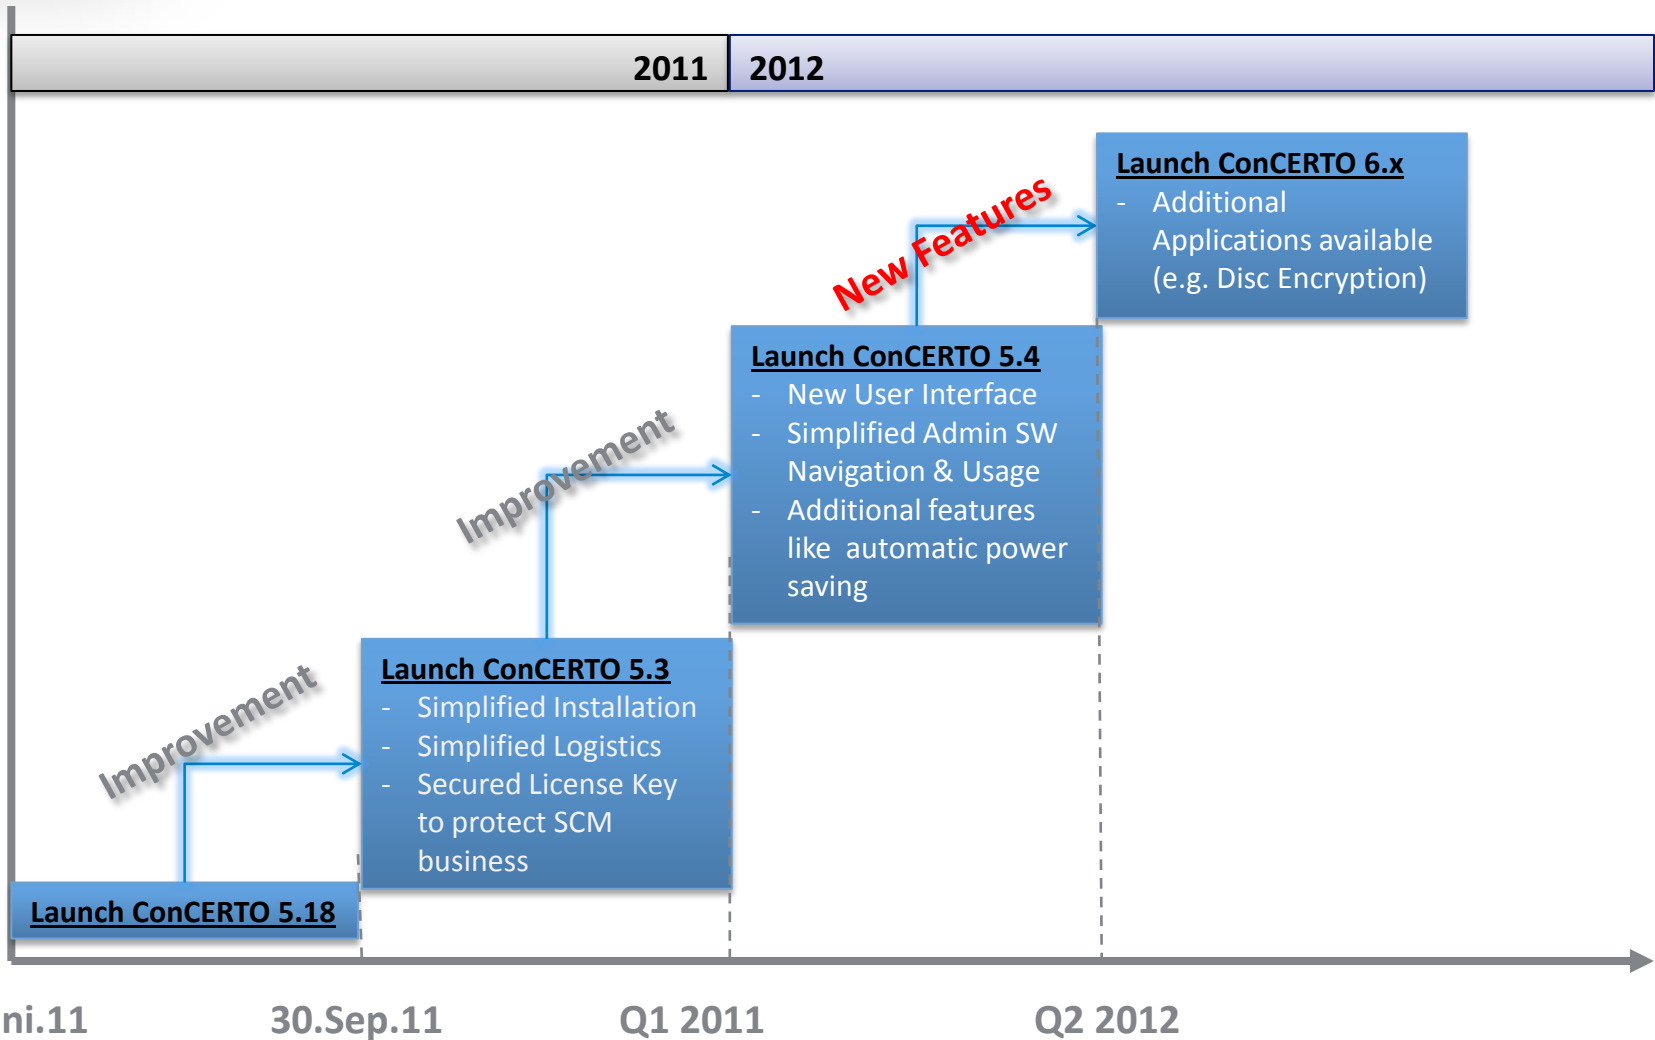 2011
2012
Launch ConCERTO 6.x
- Additional
Applications available
(e.g. Disc Encryption)
New Features
Launch ConCERTO 5.4
- New User Interface
- Simplified Admin SW
Navigation & Usage
- Additional features
like automatic power
saving
Improvement
Launch ConCERTO 5.3
- Simplified Installation
- Simplified Logistics
- Secured License Key
to protect SCM
business
Improvement
Launch ConCERTO 5.18
ni.11
30.Sep.11
Q1 2011
Q2 2012